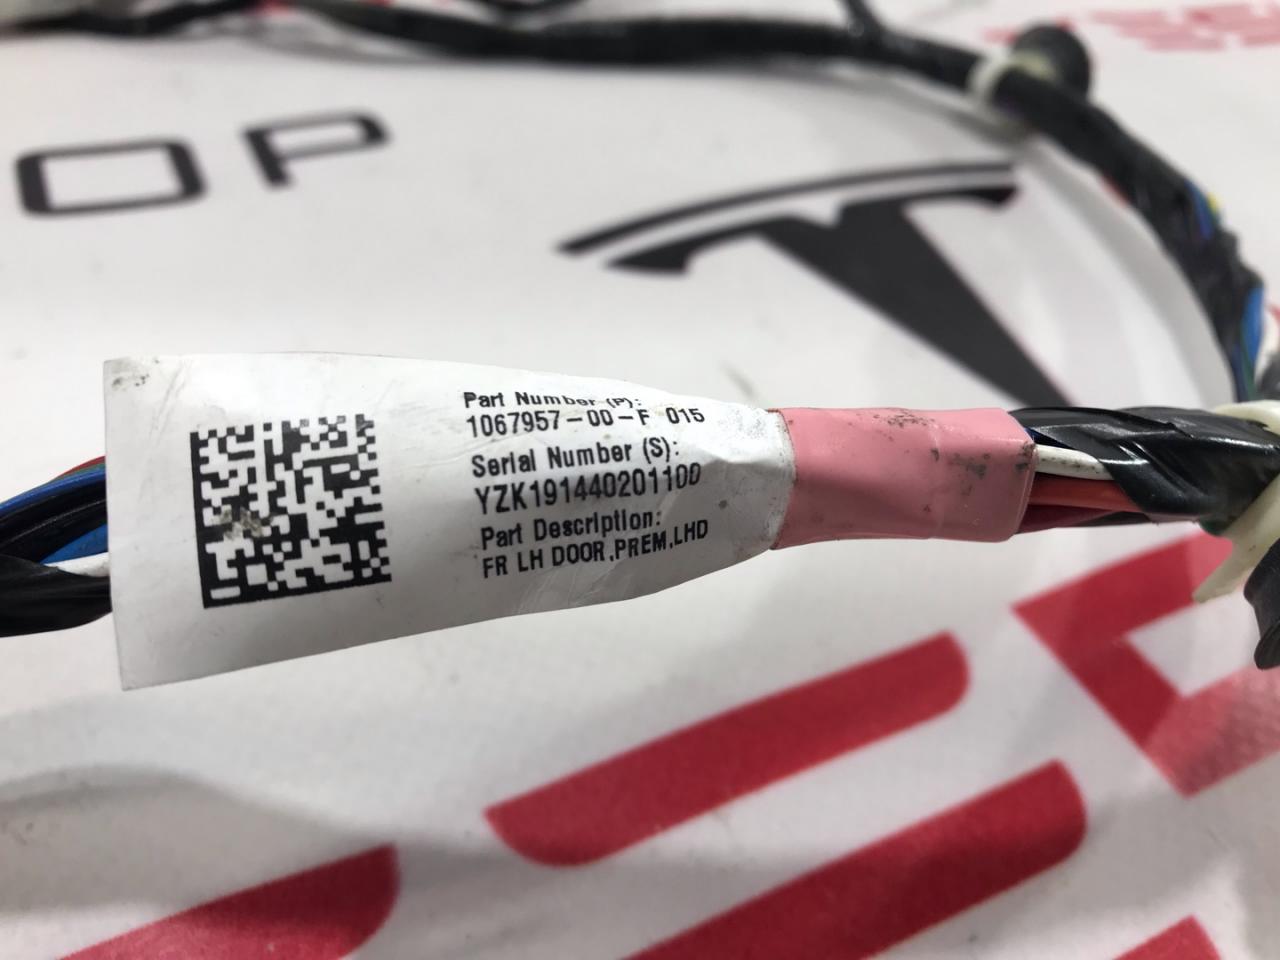 OP
Part Number (P):
1067957-00-F 015
Serial Number (S):
YZK191440201100
Part Description:
FR LH DOOR,PREM,LHD